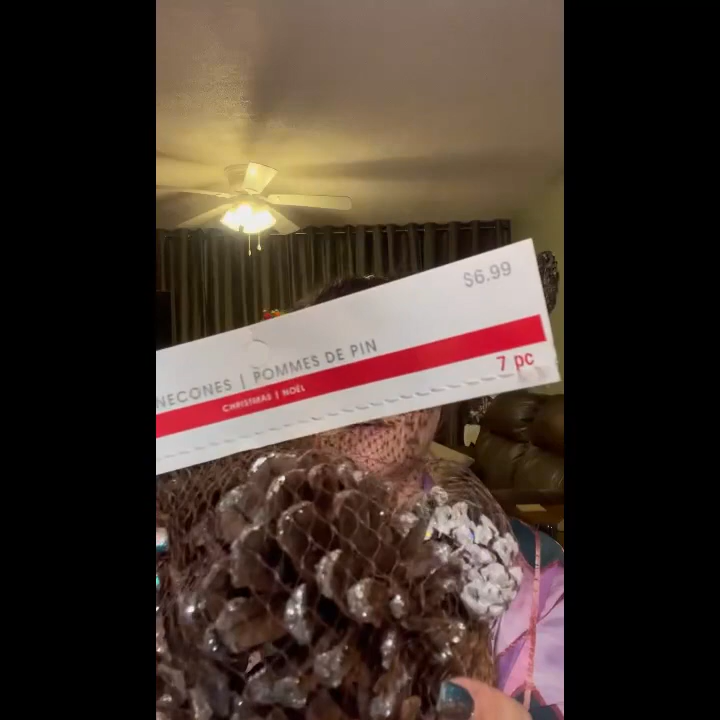 $6.99
NECONES | POMMES DE PIN
CHRISTMAS | NOËL
7 pc